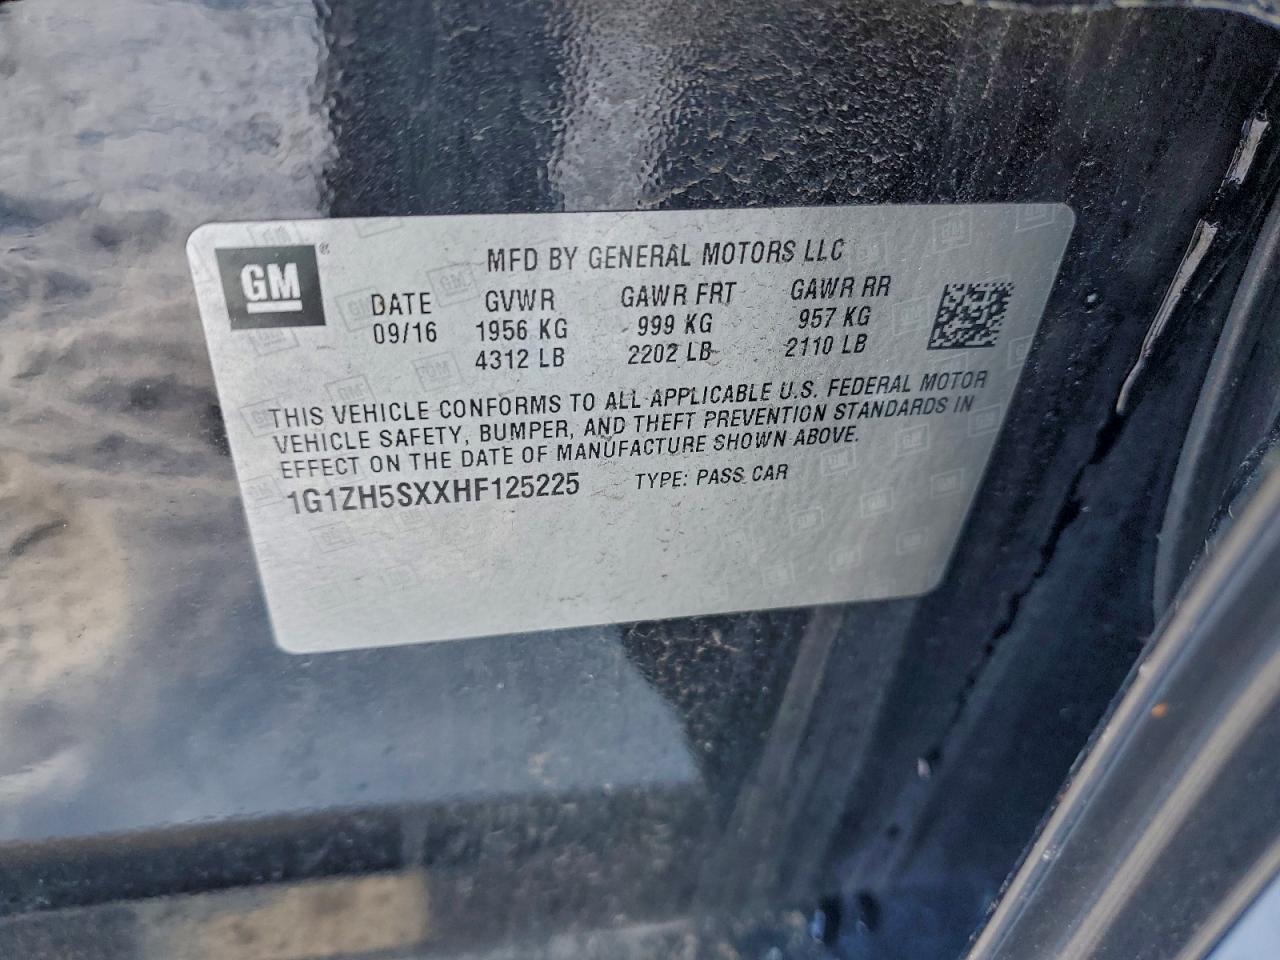 GM®
MFD BY GENERAL MOTORS LLC
DATE GVWR GAWR FRT GAWR RR
09/16 1956 KG 999 KG 957 KG
4312 LB 2202 LB 2110 LB
THIS VEHICLE CONFORMS TO ALL APPLICABLE U.S. FEDERAL MOTOR
VEHICLE SAFETY, BUMPER, AND THEFT PREVENTION STANDARDS IN
EFFECT ON THE DATE OF MANUFACTURE SHOWN ABOVE.
1G1ZH5SXXHF125225 TYPE: PASS CAR